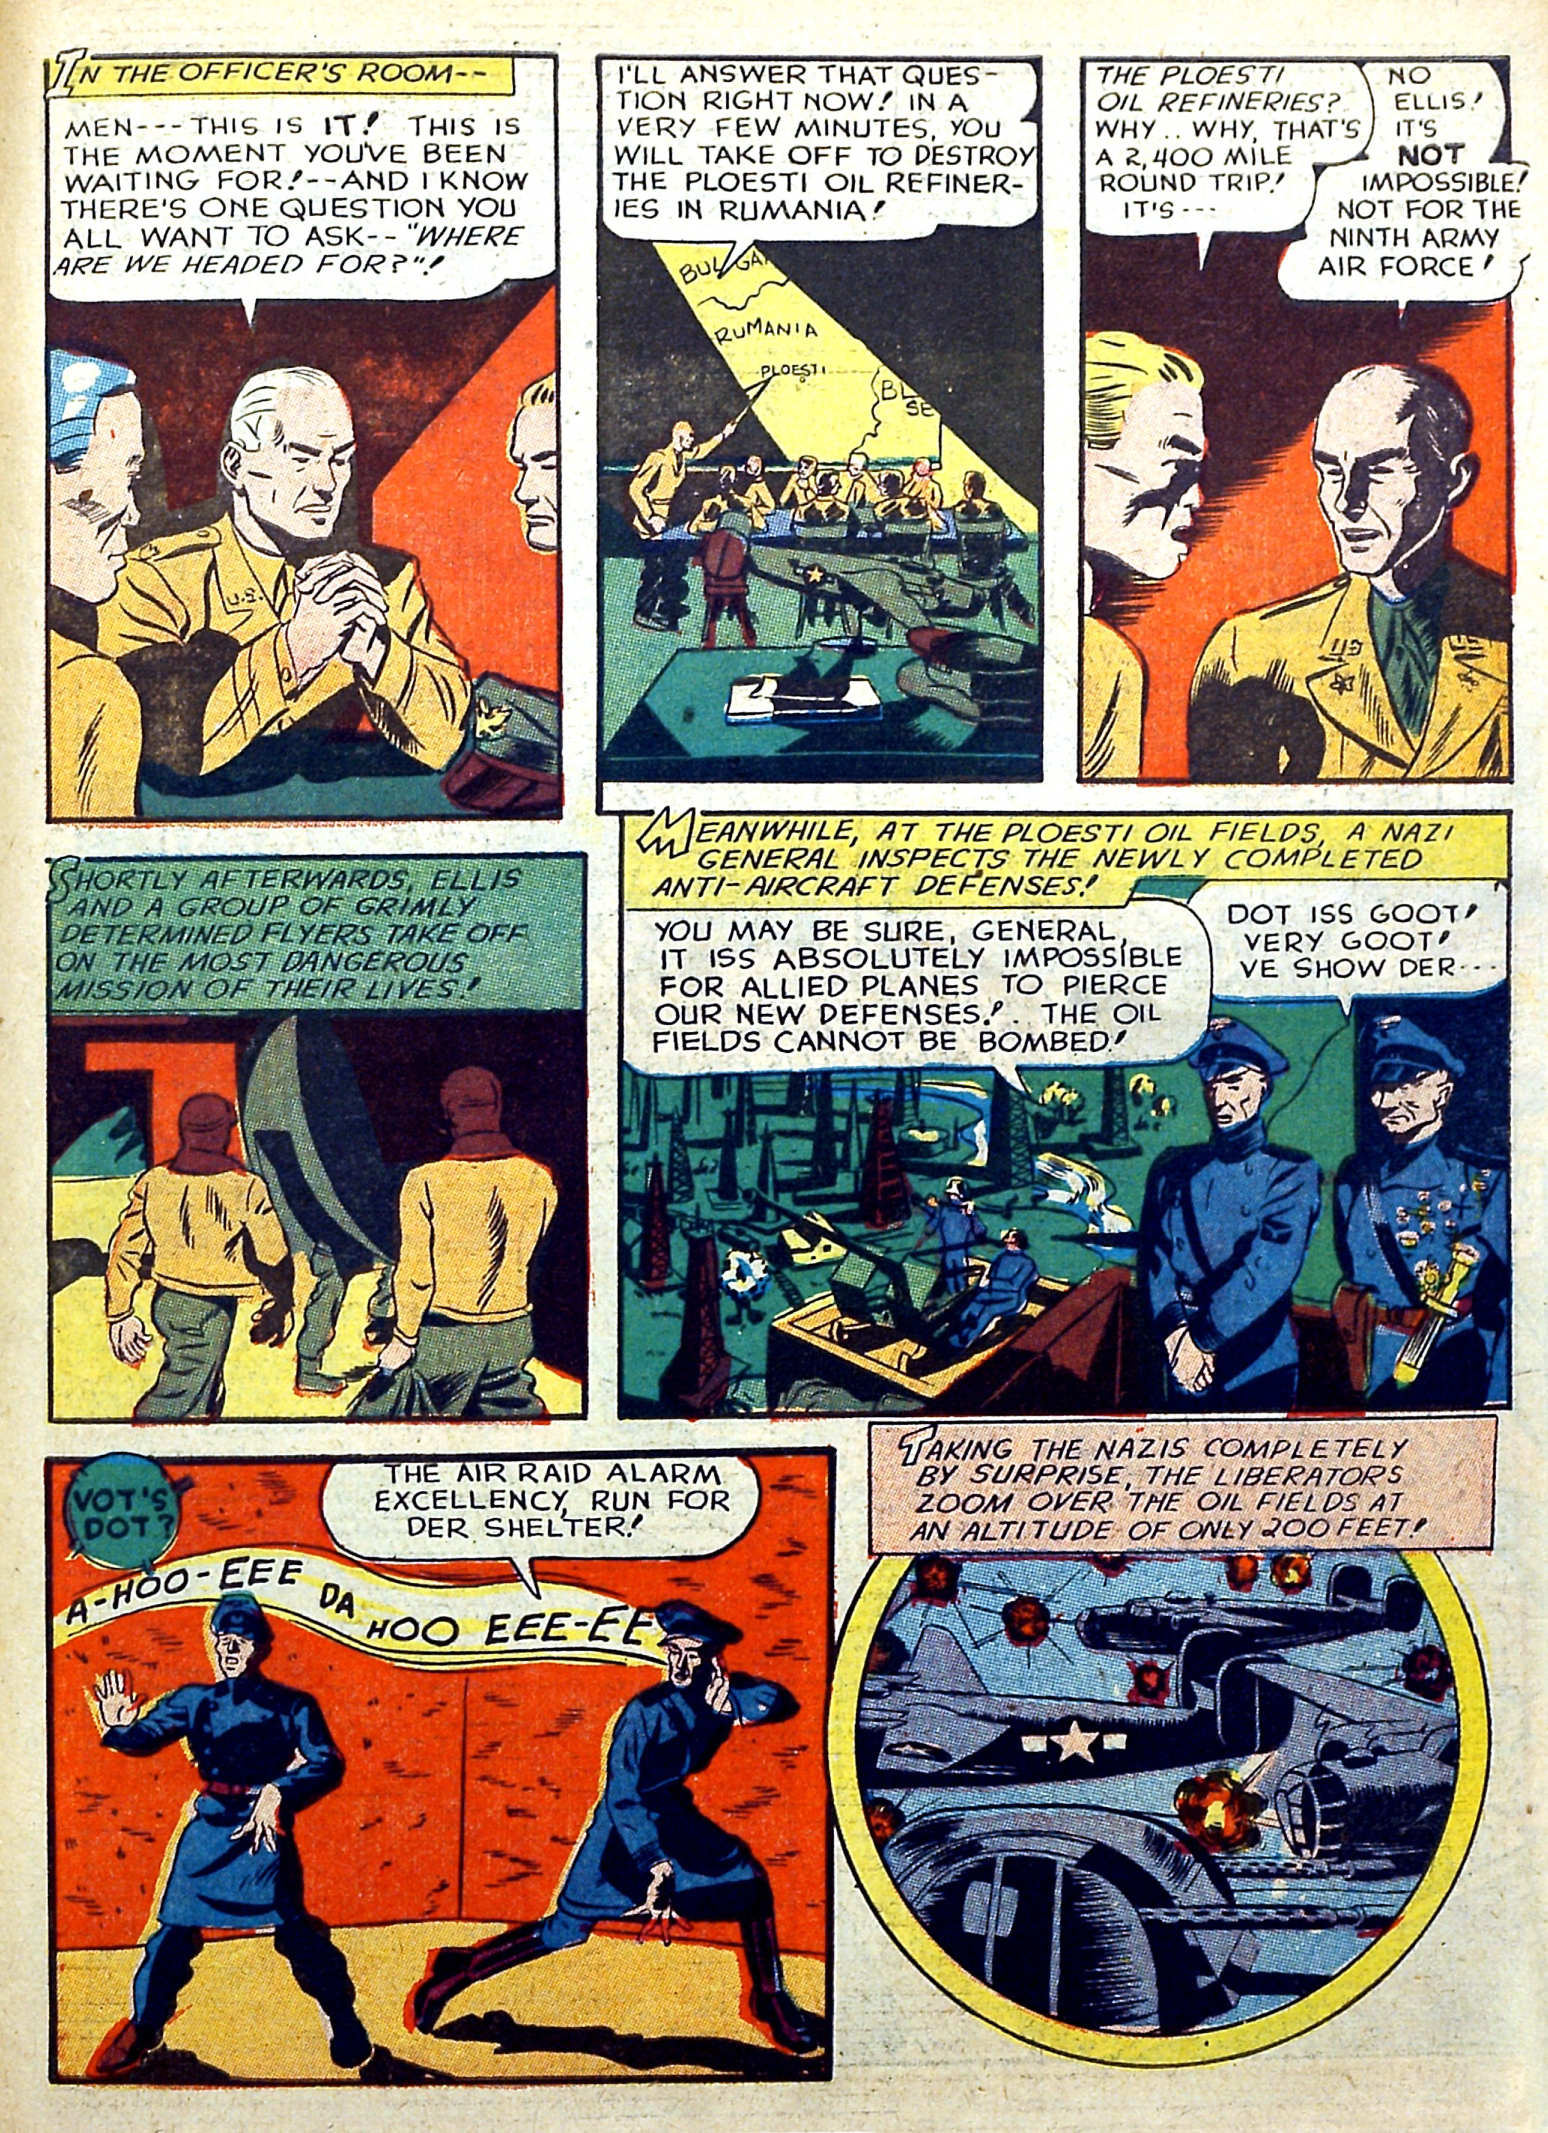 IN THE OFFICER'S ROOM--
MEN---THIS IS IT! THIS IS
THE MOMENT YOU'VE BEEN
WAITING FOR!--AND I KNOW
THERE'S ONE QUESTION YOU
ALL WANT TO ASK--"WHERE
ARE WE HEADED FOR?"!
U.S.
I'LL ANSWER THAT QUES-
TION RIGHT NOW! IN A
VERY FEW MINUTES, YOU
WILL TAKE OFF TO DESTROY
THE PLOESTI OIL REFINER-
IES IN RUMANIA!
BULGAR
RUMANIA
PLOESTI
BL
SE
THE PLOESTI
OIL REFINERIES?
WHY.. WHY, THAT'S
A 2,400 MILE
ROUND TRIP!
IT'S---
NO
ELLIS!
IT'S
NOT
IMPOSSIBLE!
NOT FOR THE
NINTH ARMY
AIR FORCE!
SHORTLY AFTERWARDS, ELLIS
AND A GROUP OF GRIMLY
DETERMINED FLYERS TAKE OFF
ON THE MOST DANGEROUS
MISSION OF THEIR LIVES!
MEANWHILE, AT THE PLOESTI OIL FIELDS, A NAZI
GENERAL INSPECTS THE NEWLY COMPLETED
ANTI-AIRCRAFT DEFENSES!
YOU MAY BE SURE, GENERAL,
IT ISS ABSOLUTELY IMPOSSIBLE
FOR ALLIED PLANES TO PIERCE
OUR NEW DEFENSES!.. THE OIL
FIELDS CANNOT BE BOMBED!
DOT ISS GOOT!
VERY GOOT!
VE SHOW DER---
VOT'S
DOT?
THE AIR RAID ALARM
EXCELLENCY, RUN FOR
DER SHELTER!
A-HOO-EEE DA HOO EEE-EE
TAKING THE NAZIS COMPLETELY
BY SURPRISE, THE LIBERATORS
ZOOM OVER THE OIL FIELDS AT
AN ALTITUDE OF ONLY 200 FEET!